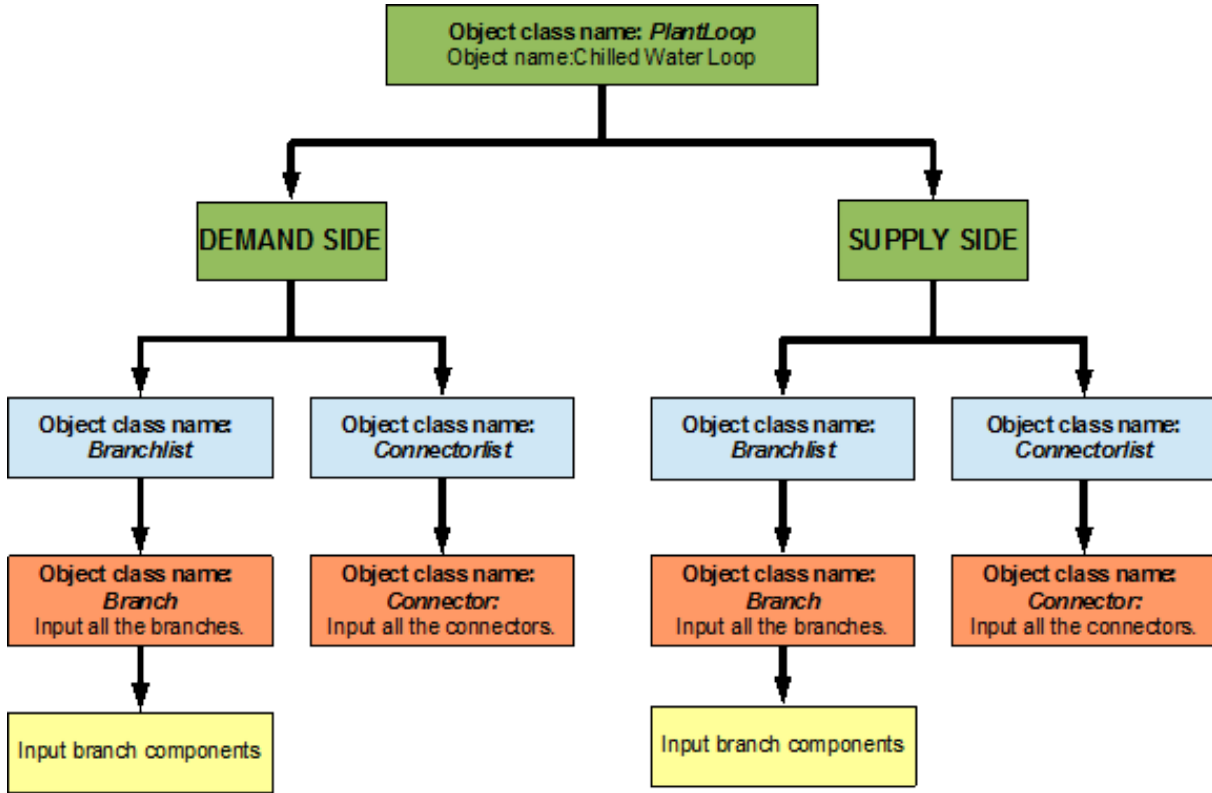 Object class name: PlantLoop
Object name:Chilled Water Loop
DEMAND SIDE
SUPPLY SIDE
Object class name:
Branchlist
Object class name:
Connectorlist
Object class name:
Branchlist
Object class name:
Connectorlist
Object class name:
Branch
Input all the branches.
Object class name:
Connector:
Input all the connectors.
Object class name:
Branch
Input all the branches.
Object class name:
Connector:
Input all the connectors.
Input branch components
Input branch components